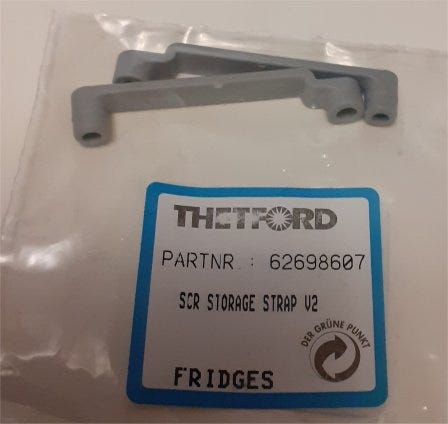 THETFORD
PARTNR. : 62698607
SCR STORAGE STRAP V2
DER GRÜNE PUNKT
FRIDGES